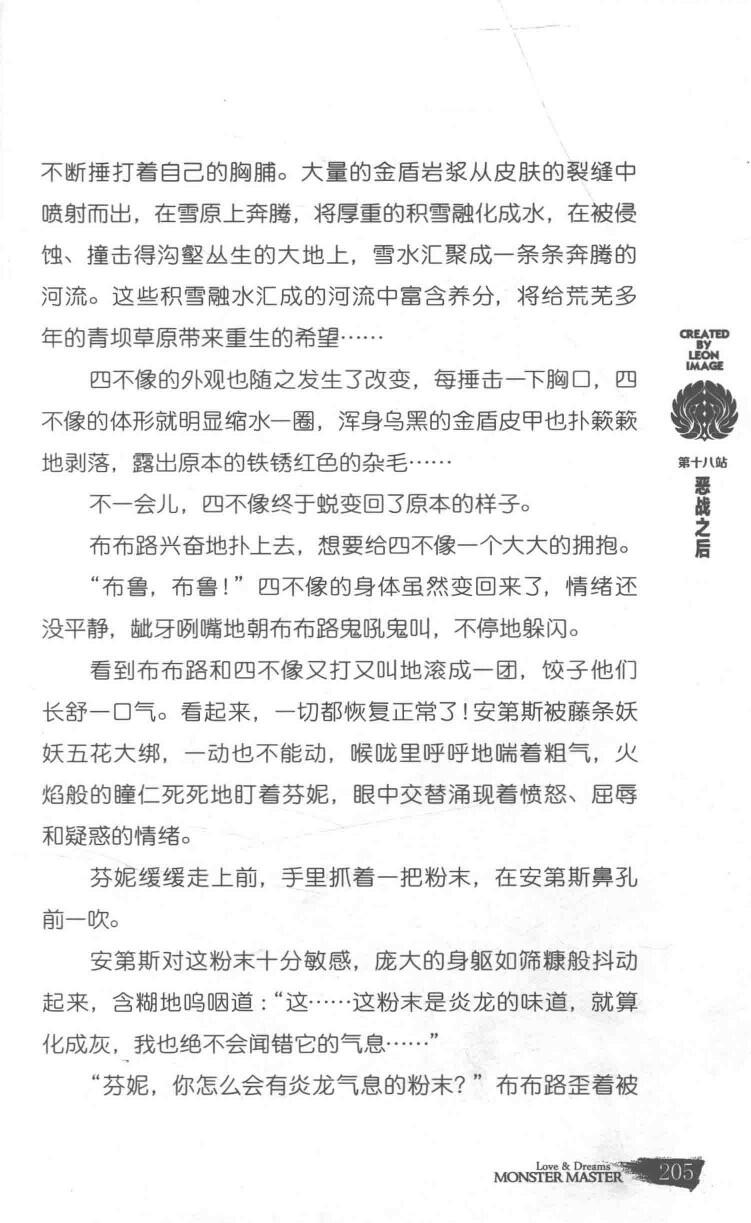 不断捶打着自己的胸脯。大量的金盾岩浆从皮肤的裂缝中
喷射而出，在雪原上奔腾，将厚重的积雪融化成水，在被侵
蚀、撞击得沟壑丛生的大地上，雪水汇聚成一条条奔腾的
河流。这些积雪融水汇成的河流中富含养分，将给荒芜多
年的青坝草原带来重生的希望……
四不像的外观也随之发生了改变，每捶击一下胸口，四
不像的体形就明显缩水一圈，浑身乌黑的金盾皮甲也扑簌簌
地剥落，露出原本的铁锈红色的杂毛……
不一会儿，四不像终于蜕变回了原本的样子。
布布路兴奋地扑上去，想要给四不像一个大大的拥抱。
“布鲁，布鲁！”四不像的身体虽然变回来了，情绪还
没平静，龇牙咧嘴地朝布布路鬼吼鬼叫，不停地躲闪。
看到布布路和四不像又打又叫地滚成一团，饺子他们
长舒一口气。看起来，一切都恢复正常了！安第斯被藤条妖
妖五花大绑，一动也不能动，喉咙里呼呼地喘着粗气，火
焰般的瞳仁死死地盯着芬妮，眼中交替涌现着愤怒、屈辱
和疑惑的情绪。
芬妮缓缓走上前，手里抓着一把粉末，在安第斯鼻孔
前一吹。
安第斯对这粉末十分敏感，庞大的身躯如筛糠般抖动
起来，含糊地呜咽道：“这……这粉末是炎龙的味道，就算
化成灰，我也绝不会闻错它的气息……”
“芬妮，你怎么会有炎龙气息的粉末？”布布路歪着被
CREATED
BY
LEON
IMAGE
第十八站
恶战之后
Love & Dreams
MONSTER MASTER
205